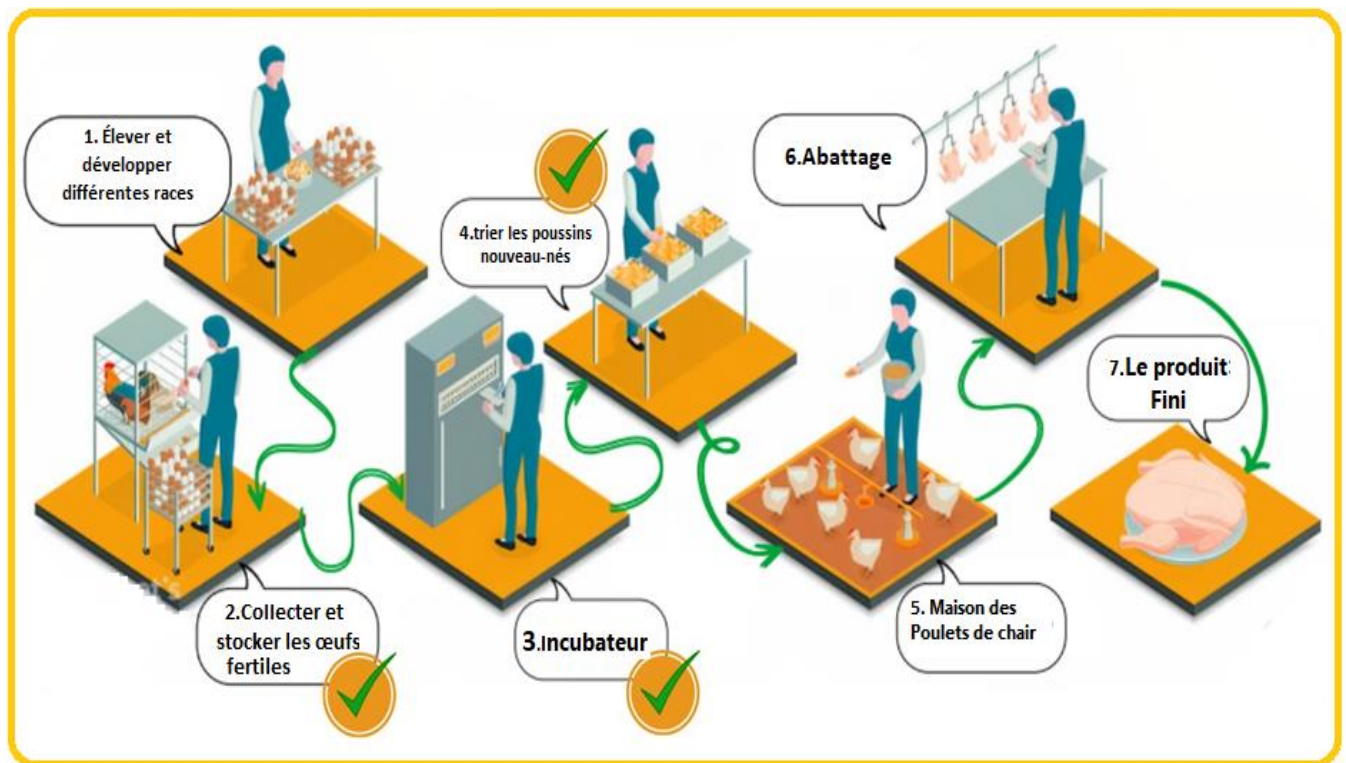 1. Élever et
développer
différentes races
2.Collecter et
stocker les œufs
fertiles
3.Incubateur
4.trier les poussins
nouveau-nés
5. Maison des
Poulets de chair
6.Abattage
7.Le produit
Fini